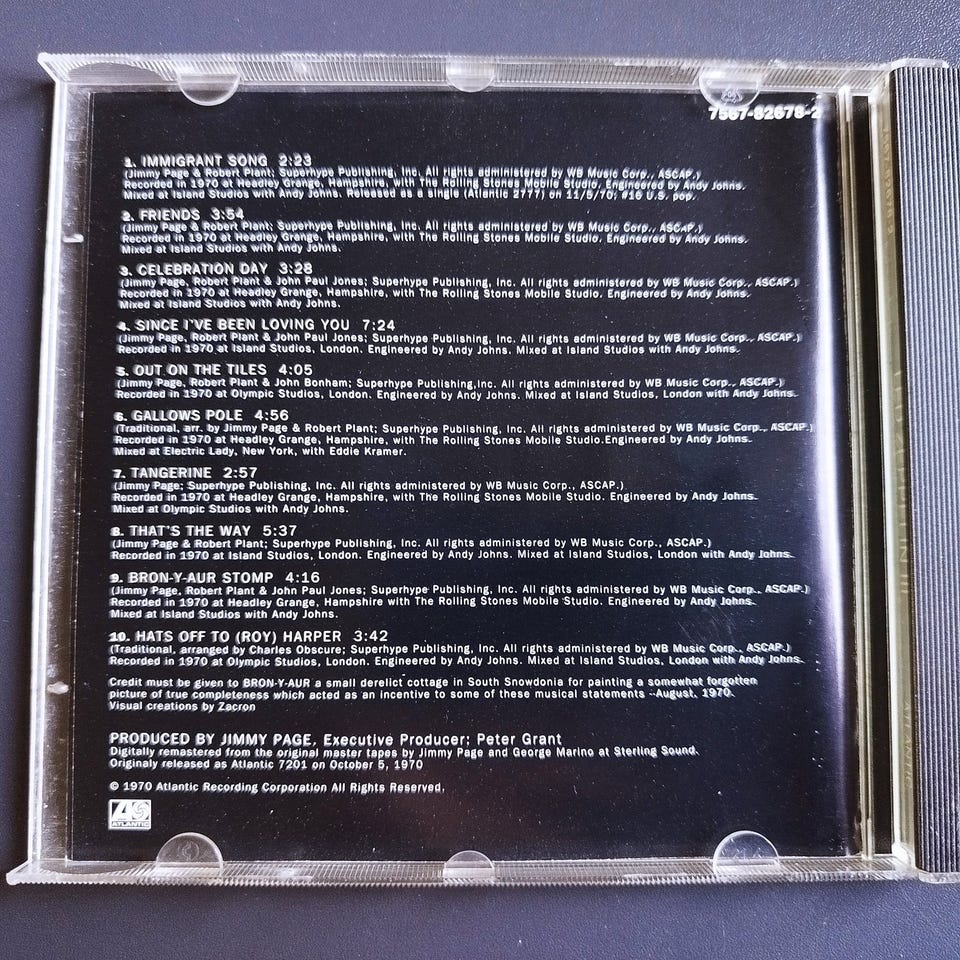 7567-82678-2
1. IMMIGRANT SONG 2:23
(Jimmy Page & Robert Plant; Superhype Publishing, Inc. All rights administered by WB Music Corp., ASCAP.)
Recorded in 1970 at Headley Grange, Hampshire, with The Rolling Stones Mobile Studio. Engineered by Andy Johns.
Mixed at Island Studios with Andy Johns. Released as a single (Atlantic 2777) on 11/5/70; #16 U.S. pop.
2. FRIENDS 3:54
(Jimmy Page & Robert Plant; Superhype Publishing, Inc. All rights administered by WB Music Corp., ASCAP.)
Recorded in 1970 at Headley Grange, Hampshire, with The Rolling Stones Mobile Studio. Engineered by Andy Johns.
Mixed at Island Studios with Andy Johns.
3. CELEBRATION DAY 3:28
(Jimmy Page, Robert Plant & John Paul Jones; Superhype Publishing, Inc. All rights administered by WB Music Corp., ASCAP.)
Recorded in 1970 at Headley Grange, Hampshire, with The Rolling Stones Mobile Studio. Engineered by Andy Johns.
Mixed at Island Studios with Andy Johns.
4. SINCE I'VE BEEN LOVING YOU 7:24
(Jimmy Page, Robert Plant & John Paul Jones; Superhype Publishing, Inc. All rights administered by WB Music Corp., ASCAP.)
Recorded in 1970 at Island Studios, London. Engineered by Andy Johns. Mixed at Island Studios with Andy Johns.
5. OUT ON THE TILES 4:05
(Jimmy Page, Robert Plant & John Bonham; Superhype Publishing,Inc. All rights administered by WB Music Corp., ASCAP.)
Recorded in 1970 at Olympic Studios, London. Engineered by Andy Johns. Mixed at Island Studios, London with Andy Johns.
6. GALLOWS POLE 4:56
(Traditional, arr. by Jimmy Page & Robert Plant; Superhype Publishing, Inc. All rights administered by WB Music Corp., ASCAP.)
Recorded in 1970 at Headley Grange, Hampshire, with The Rolling Stones Mobile Studio.Engineered by Andy Johns.
Mixed at Electric Lady, New York, with Eddie Kramer.
7. TANGERINE 2:57
(Jimmy Page; Superhype Publishing, Inc. All rights administered by WB Music Corp., ASCAP.)
Recorded in 1970 at Headley Grange, Hampshire, with The Rolling Stones Mobile Studio. Engineered by Andy Johns.
Mixed at Olympic Studios with Andy Johns.
8. THAT'S THE WAY 5:37
(Jimmy Page & Robert Plant; Superhype Publishing, Inc. All rights administered by WB Music Corp., ASCAP.)
Recorded in 1970 at Island Studios, London. Engineered by Andy Johns. Mixed at Island Studios, London with Andy Johns.
9. BRON-Y-AUR STOMP 4:16
(Jimmy Page, Robert Plant & John Paul Jones; Superhype Publishing, Inc. All rights administered by WB Music Corp., ASCAP.)
Recorded in 1970 at Headley Grange, Hampshire with The Rolling Stones Mobile Studio. Engineered by Andy Johns.
Mixed at Island Studios with Andy Johns.
10. HATS OFF TO (ROY) HARPER 3:42
(Traditional, arranged by Charles Obscure; Superhype Publishing, Inc. All rights administered by WB Music Corp., ASCAP.)
Recorded in 1970 at Olympic Studios, London. Engineered by Andy Johns. Mixed at Island Studios, London with Andy Johns.
Credit must be given to BRON-Y-AUR a small derelict cottage in South Snowdonia for painting a somewhat forgotten
picture of true completeness which acted as an incentive to some of these musical statements --August, 1970.
Visual creations by Zacron
PRODUCED BY JIMMY PAGE, Executive Producer; Peter Grant
Digitally remastered from the original master tapes by Jimmy Page and George Marino at Sterling Sound.
Originaly released as Atlantic 7201 on October 5, 1970
© 1970 Atlantic Recording Corporation All Rights Reserved.
ATLANTIC